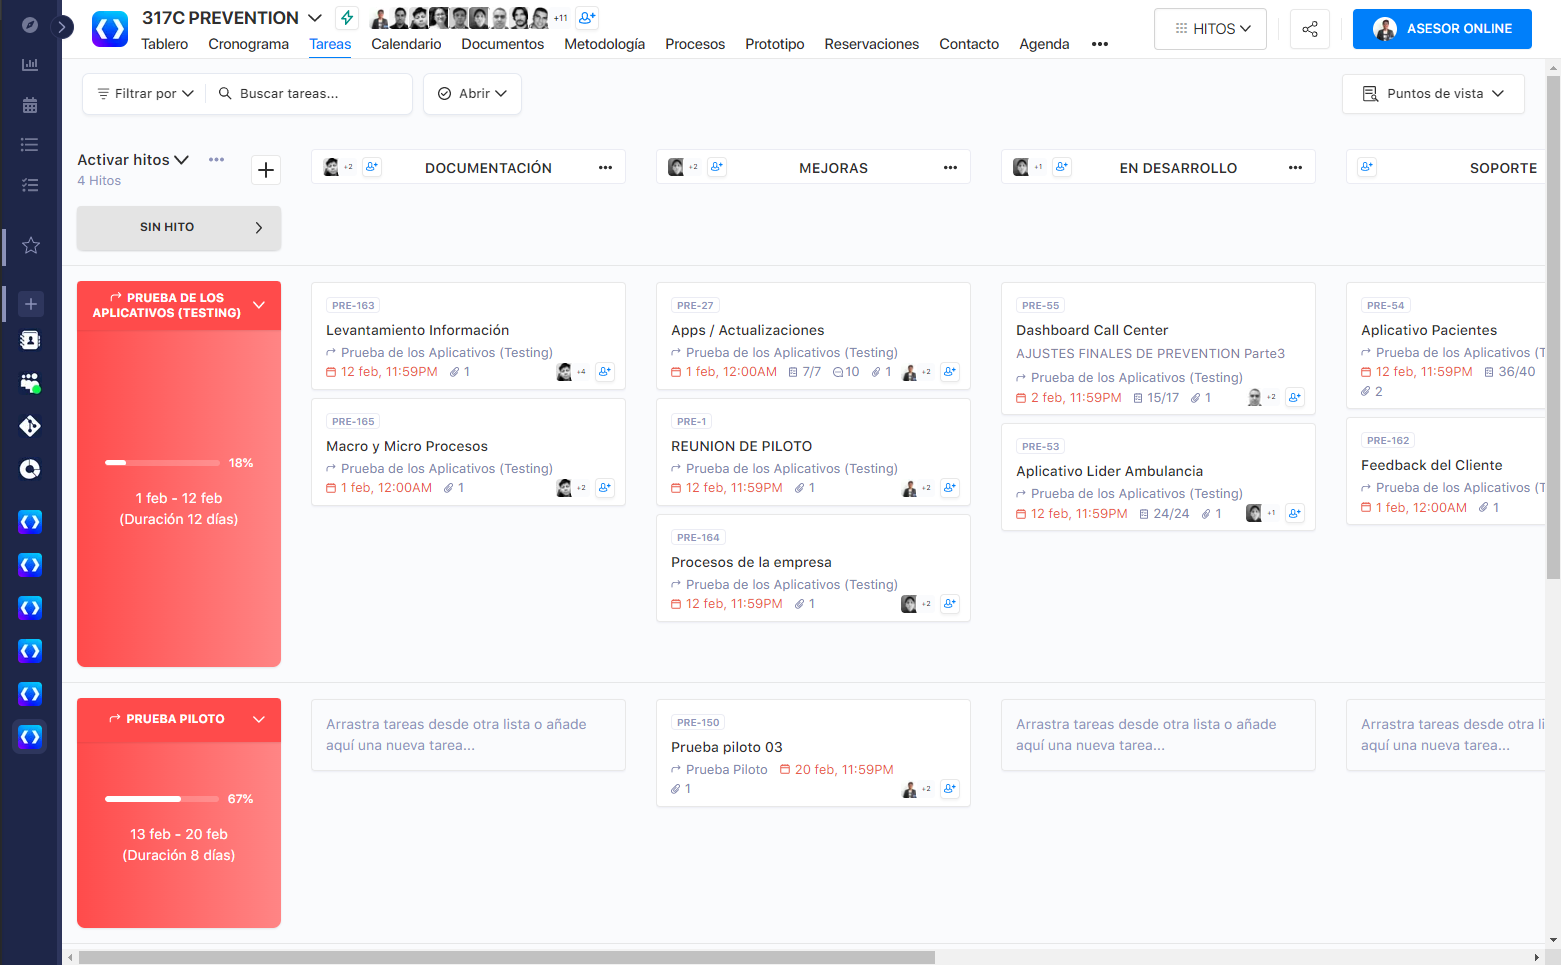 317C PREVENTION
+11
Tablero Cronograma Tareas Calendario Documentos Metodología Procesos Prototipo Reservaciones Contacto Agenda
HITOS
ASESOR ONLINE
Filtrar por
Buscar tareas...
Abrir
Puntos de vista
Activar hitos
4 Hitos
+2 DOCUMENTACIÓN
+2 MEJORAS
+1 EN DESARROLLO
SOPORTE
SIN HITO
PRUEBA DE LOS
APLICATIVOS (TESTING)
18%
1 feb - 12 feb
(Duración 12 días)
PRE-163
Levantamiento Información
Prueba de los Aplicativos (Testing)
12 feb, 11:59PM 1 +4
PRE-165
Macro y Micro Procesos
Prueba de los Aplicativos (Testing)
1 feb, 12:00AM 1 +2
PRE-27
Apps / Actualizaciones
Prueba de los Aplicativos (Testing)
1 feb, 12:00AM 7/7 10 1 +2
PRE-1
REUNION DE PILOTO
Prueba de los Aplicativos (Testing)
12 feb, 11:59PM 1 +2
PRE-164
Procesos de la empresa
Prueba de los Aplicativos (Testing)
12 feb, 11:59PM 1 +2
PRE-55
Dashboard Call Center
AJUSTES FINALES DE PREVENTION Parte3
Prueba de los Aplicativos (Testing)
2 feb, 11:59PM 15/17 1 +2
PRE-53
Aplicativo Lider Ambulancia
Prueba de los Aplicativos (Testing)
12 feb, 11:59PM 24/24 1 +1
PRE-54
Aplicativo Pacientes
Prueba de los Aplicativos (T
12 feb, 11:59PM 36/40
2
PRE-162
Feedback del Cliente
Prueba de los Aplicativos (T
1 feb, 12:00AM 1
PRUEBA PILOTO
67%
13 feb - 20 feb
(Duración 8 días)
Arrastra tareas desde otra lista o añade
aquí una nueva tarea...
PRE-150
Prueba piloto 03
Prueba Piloto 20 feb, 11:59PM
1 +2
Arrastra tareas desde otra lista o añade
aquí una nueva tarea...
Arrastra tareas desde otra li
aquí una nueva tarea...